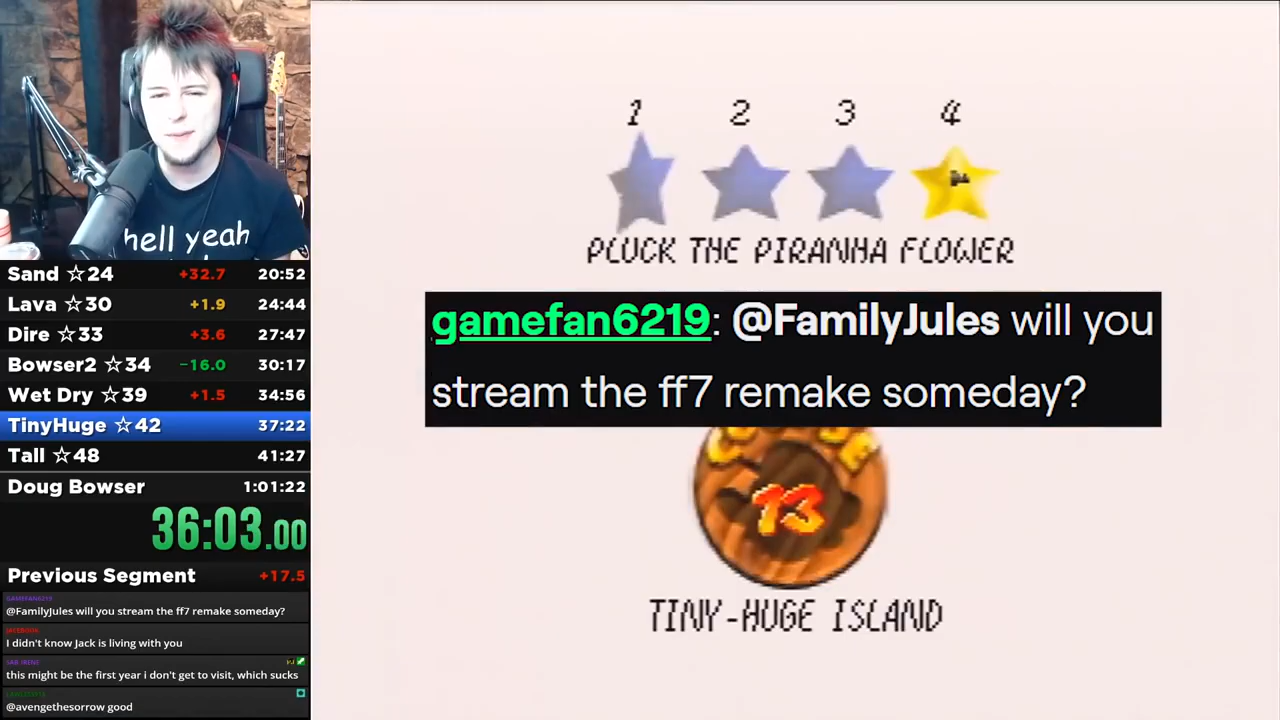 hell yeah
Sand ☆24 +32.7 20:52
Lava ☆30 +1.9 24:44
Dire ☆33 +3.6 27:47
Bowser2 ☆34 −16.0 30:17
Wet Dry ☆39 +1.5 34:56
TinyHuge ☆42 37:22
Tall ☆48 41:27
Doug Bowser 1:01:22
36:03.00
Previous Segment +17.5
GAMEFAN6219
@FamilyJules will you stream the ff7 remake someday?
I didn't know Jack is living with you
SAB IRENE
this might be the first year i don't get to visit, which sucks
@avengethesorrow good
1 2 3 4
PLUCK THE PIRANHA FLOWER
gamefan6219: @FamilyJules will you
stream the ff7 remake someday?
13
TINY-HUGE ISLAND